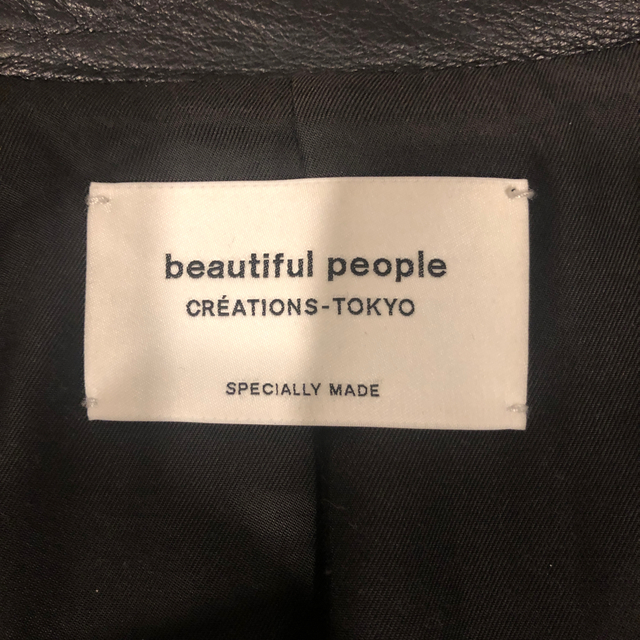 beautiful people
CRÉATIONS-TOKYO
SPECIALLY MADE